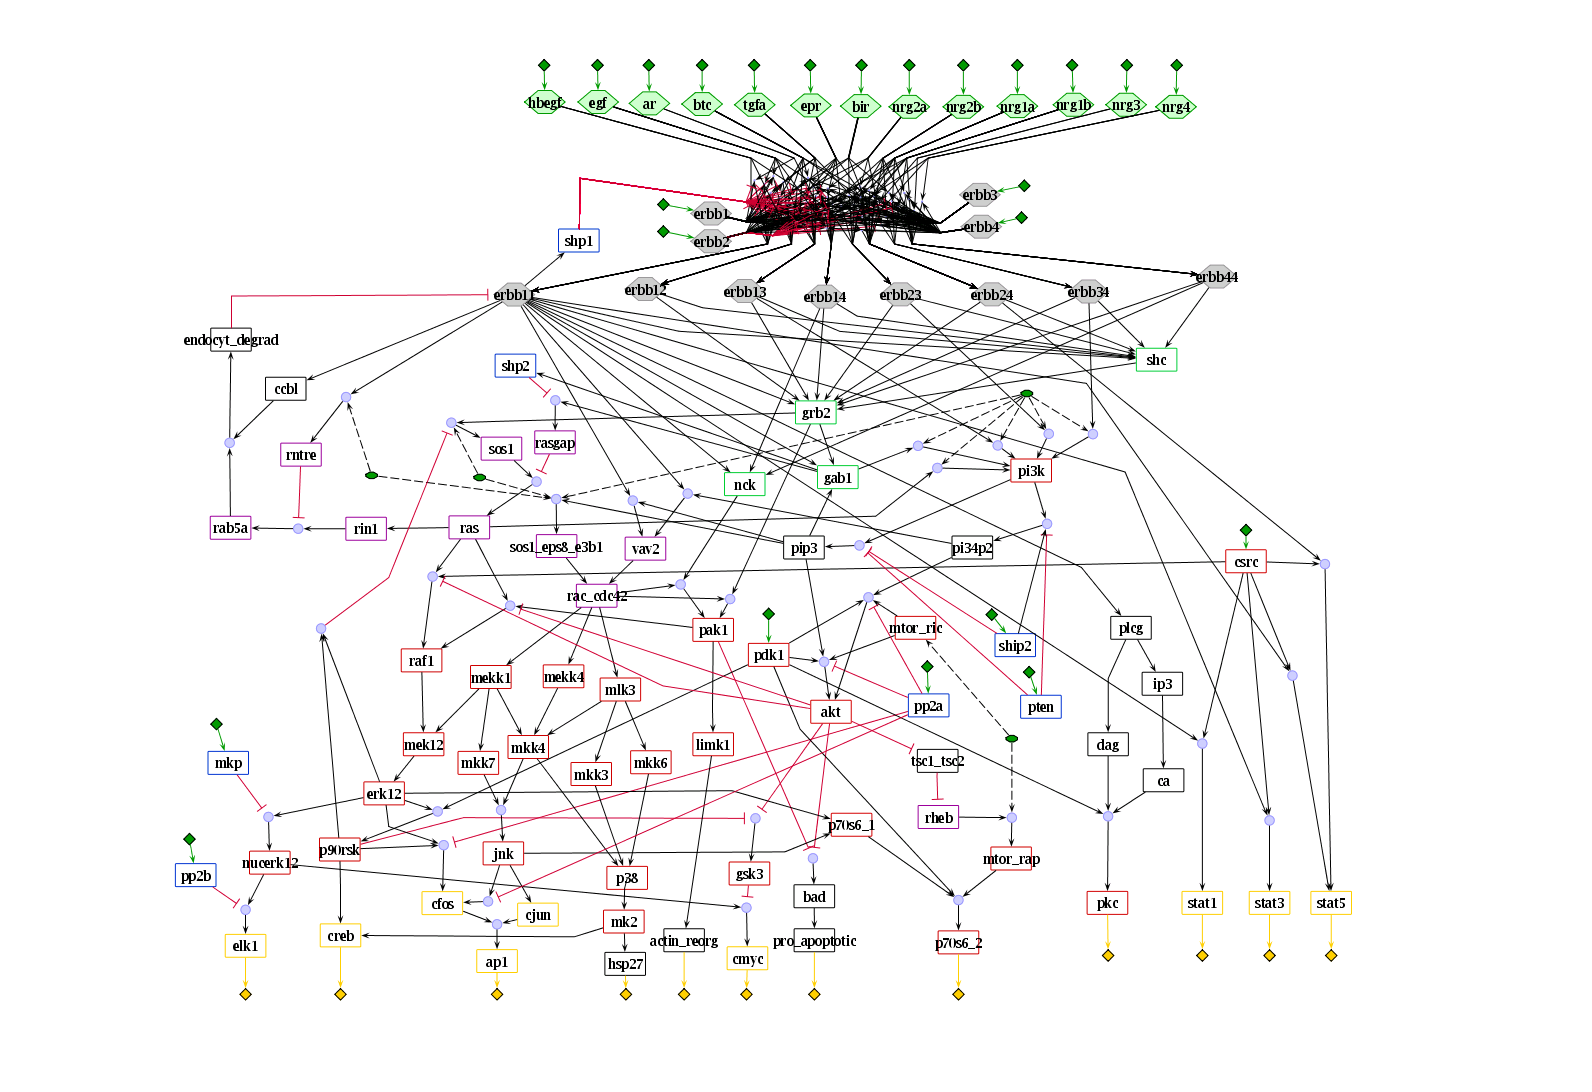 hbegf egf ar btc tgfa epr bir nrg2a nrg2b nrg1a nrg1b nrg3 nrg4
erbb3
erbb1
erbb4
shp1 erbb2
erbb11 erbb12 erbb13 erbb14 erbb23 erbb24 erbb34 erbb44
endocyt_degrad
shc
shp2
ccbl
grb2
rntre sos1 rasgap
pi3k
nck gab1
rab5a rin1 ras
sos1_eps8_e3b1 vav2 pip3 pi34p2
csrc
rac_cdc42
pak1 mtor_ric plcg
ship2
raf1 pdk1
mekk1 mekk4 mlk3 ip3
akt pp2a pten
mek12 mkk4 limk1 dag
mkp mkk7 mkk3 mkk6 tsc1_tsc2
ca
erk12
rheb
p70s6_1
p90rsk jnk
nucerk12 mtor_rap
pp2b p38 gsk3
bad
cfos cjun pkc stat1 stat3 stat5
mk2
creb
elk1 actin_reorg pro_apoptotic p70s6_2
ap1 hsp27 cmyc